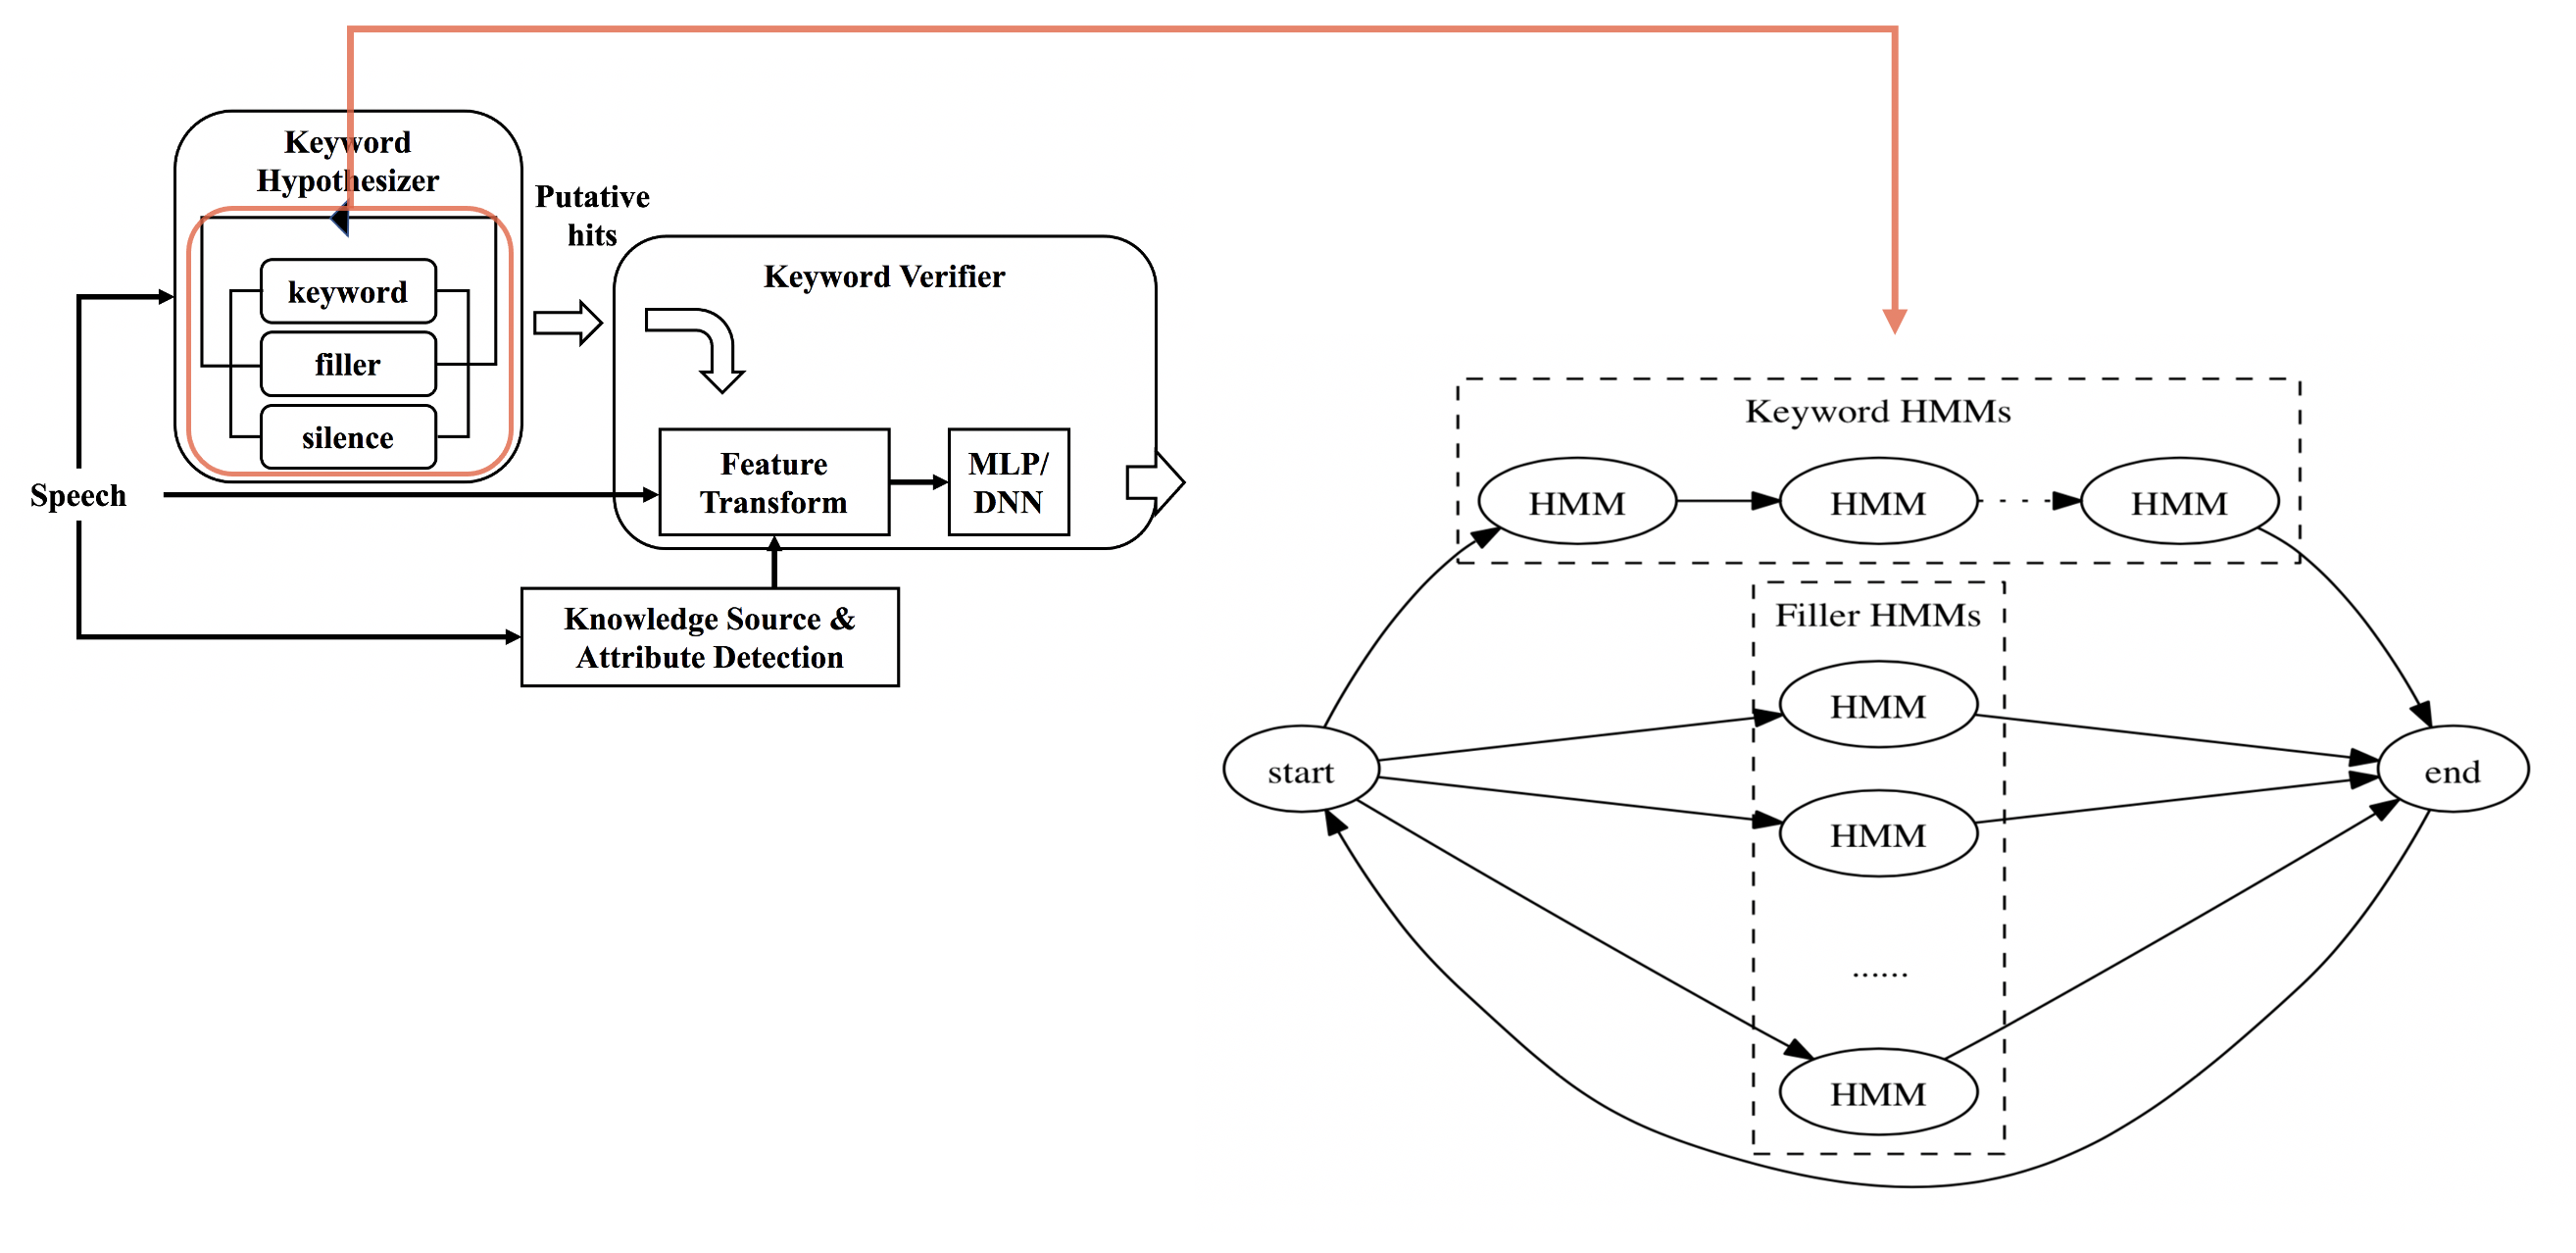 Keyword
Hypothesizer
keyword
filler
silence
Putative
hits
Keyword Verifier
Feature
Transform
MLP/
DNN
Speech
Knowledge Source &
Attribute Detection
Keyword HMMs
HMM
HMM
. . .
HMM
Filler HMMs
HMM
HMM
......
HMM
start
end